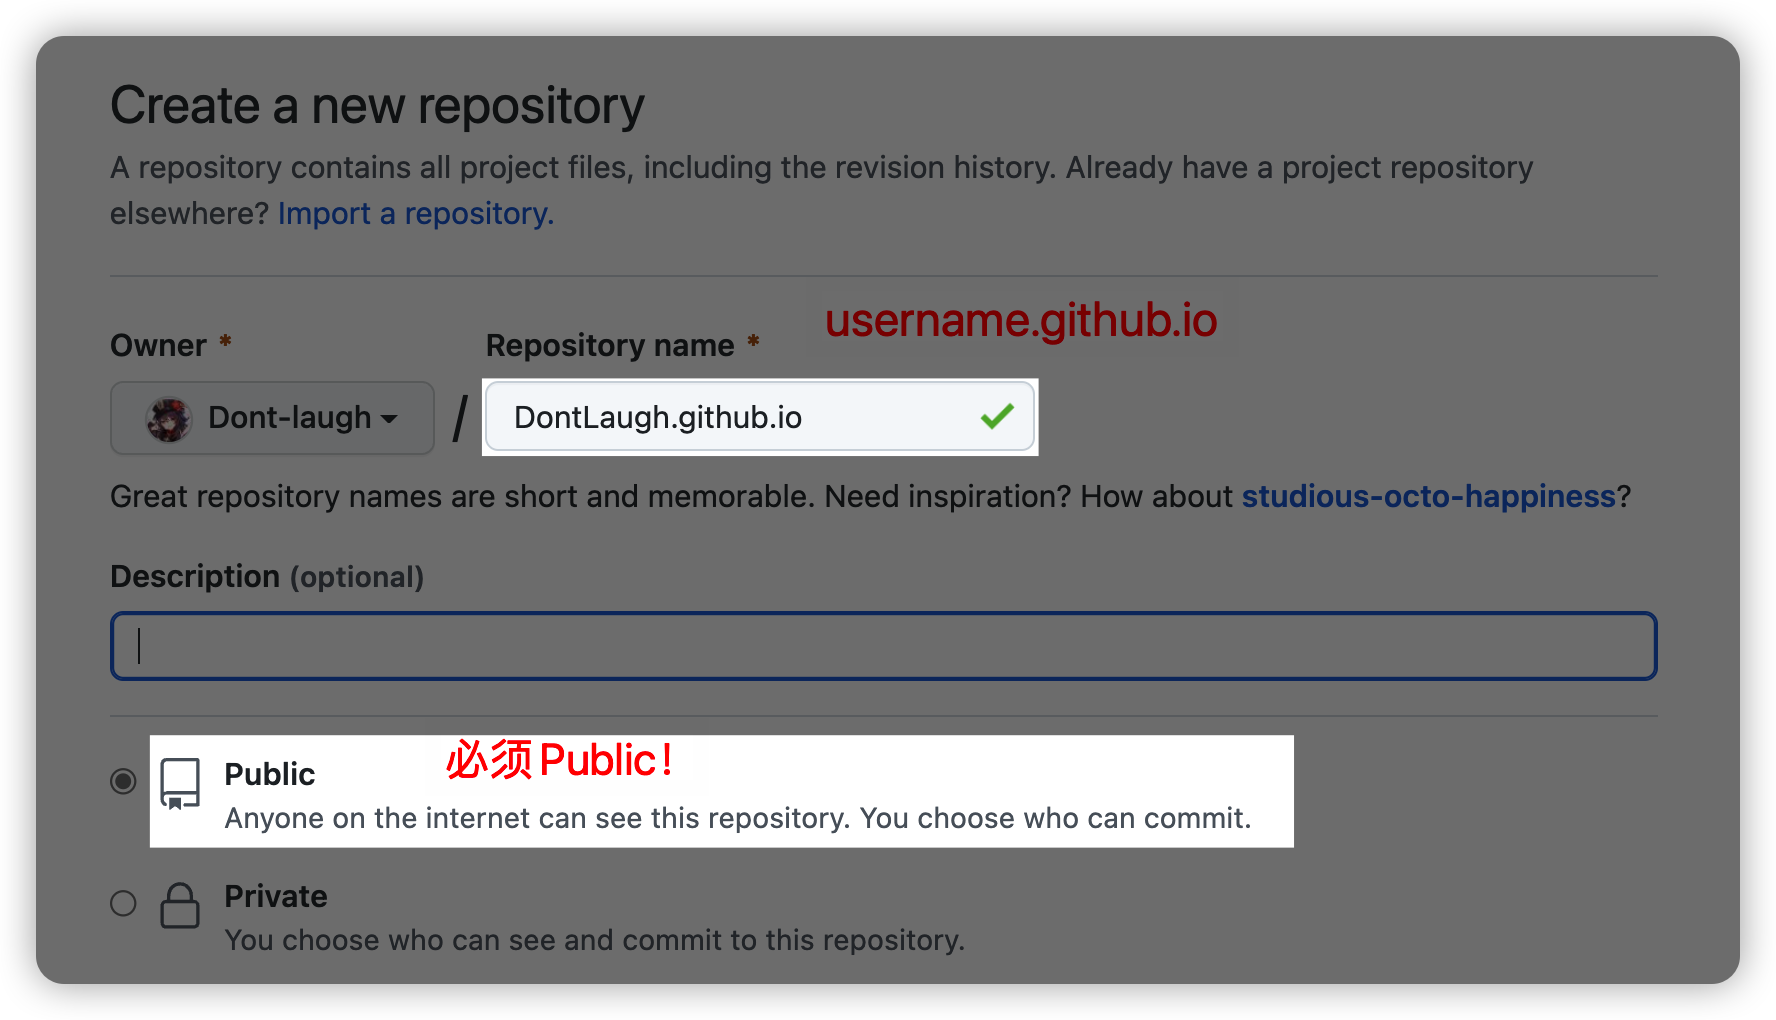 Create a new repository
A repository contains all project files, including the revision history. Already have a project repository
elsewhere? Import a repository.
username.github.io
Owner * Repository name *
Dont-laugh / DontLaugh.github.io
Great repository names are short and memorable. Need inspiration? How about studious-octo-happiness?
Description (optional)
Public 必须Public！
Anyone on the internet can see this repository. You choose who can commit.
Private
You choose who can see and commit to this repository.